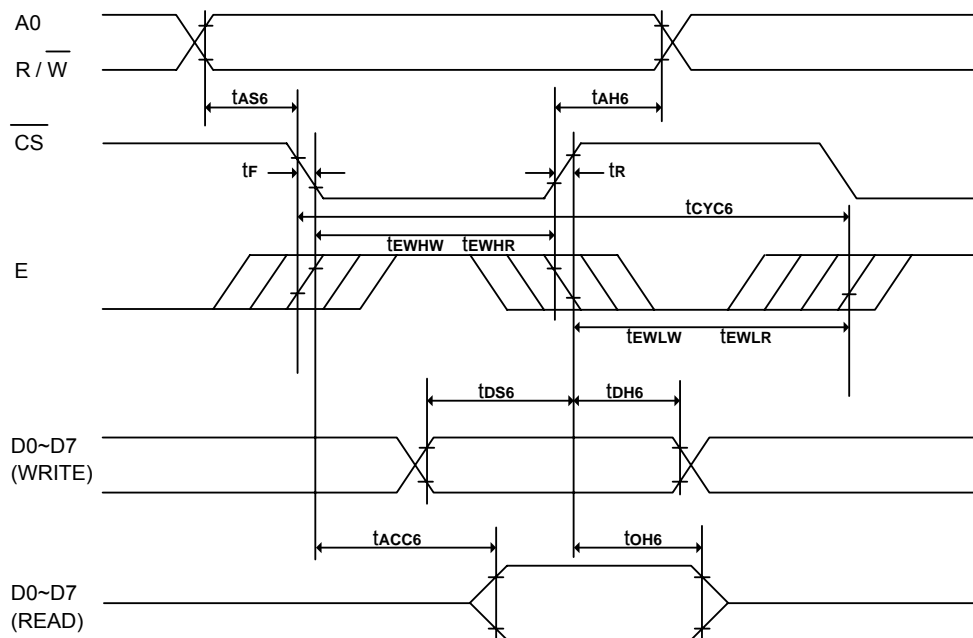 A0
R / W
tAS6 tAH6
CS
tF tR
tCYC6
tEWHW tEWHR
E
tEWLW tEWLR
tDS6 tDH6
D0~D7
(WRITE)
tACC6 tOH6
D0~D7
(READ)